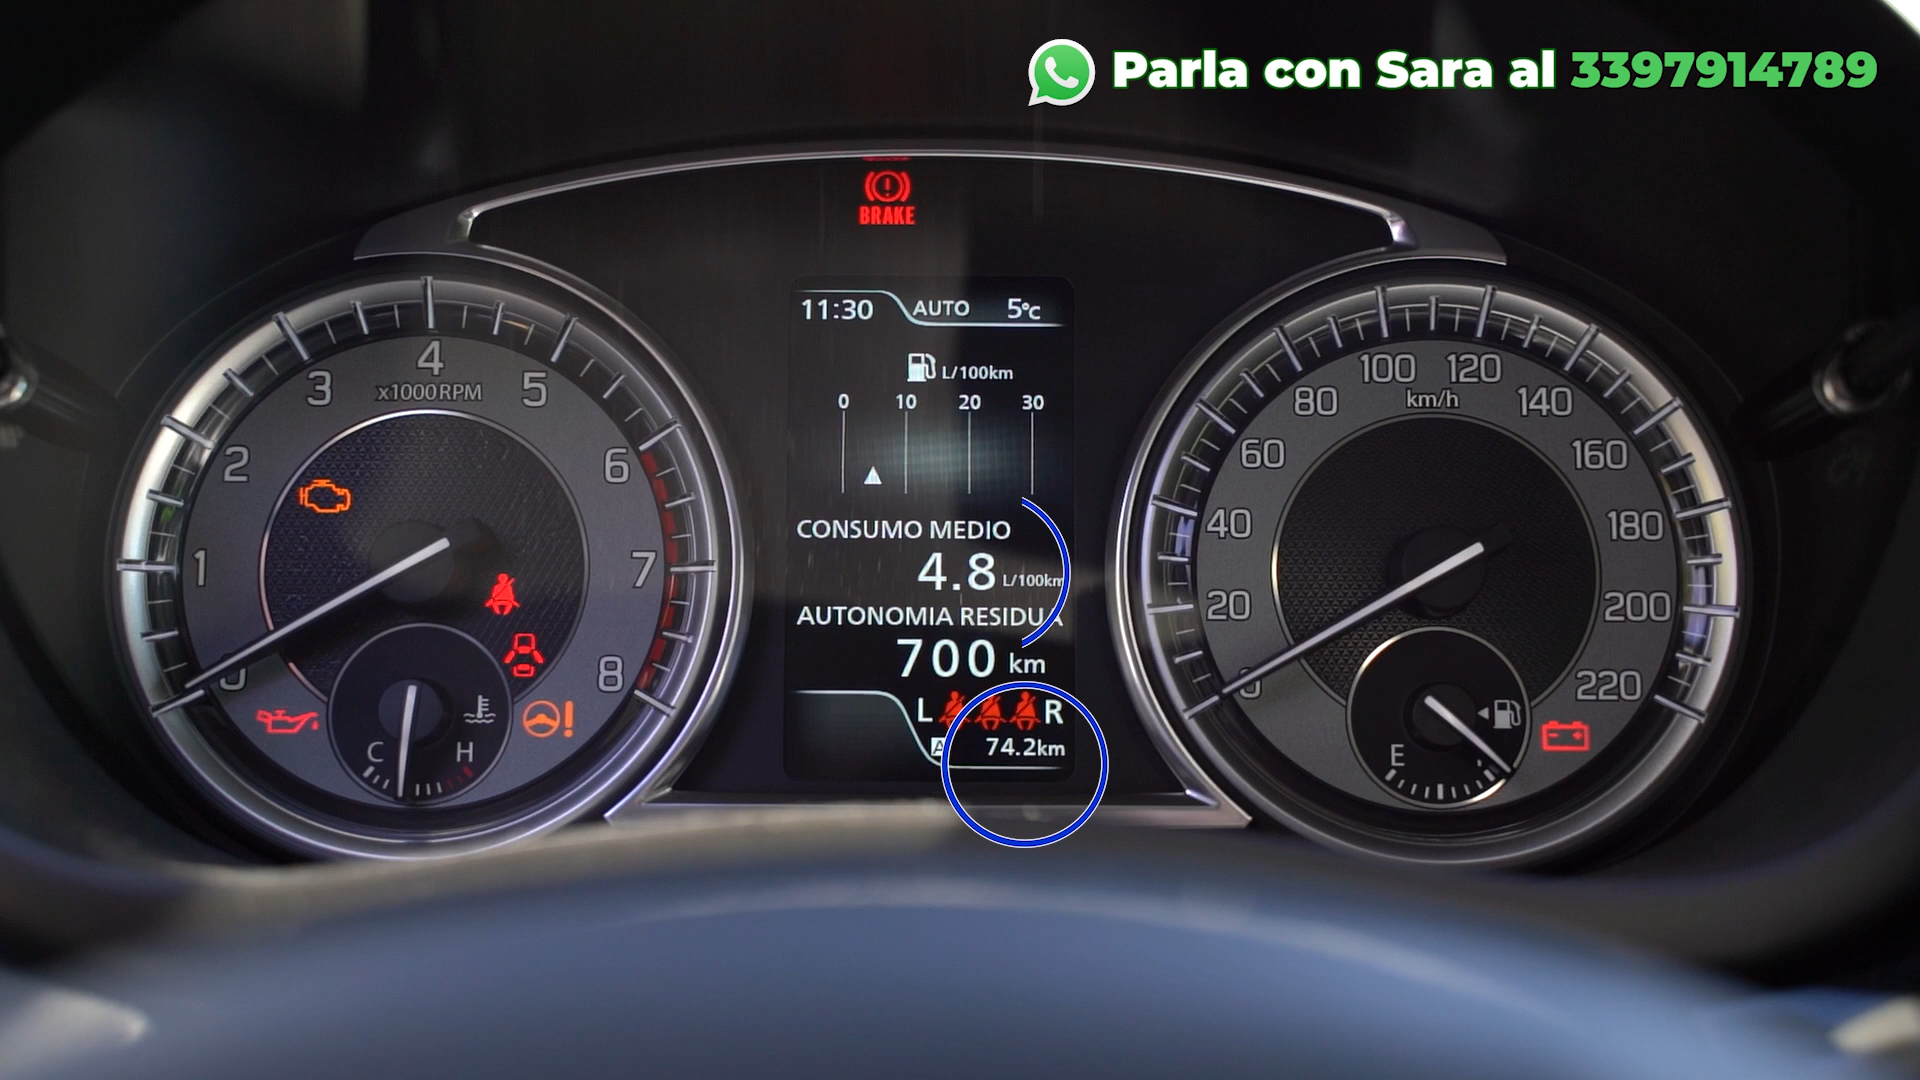 Parla con Sara al 3397914789
BRAKE
11:30 AUTO 5°C
L/100km
0 10 20 30
CONSUMO MEDIO
4.8 L/100km
AUTONOMIA RESIDUA
700 km
L R
A 74.2km
0 1 2 3 4 5 6 7 8
x1000RPM
C H
0 20 40 60 80 100 120 140 160 180 200 220
km/h
E